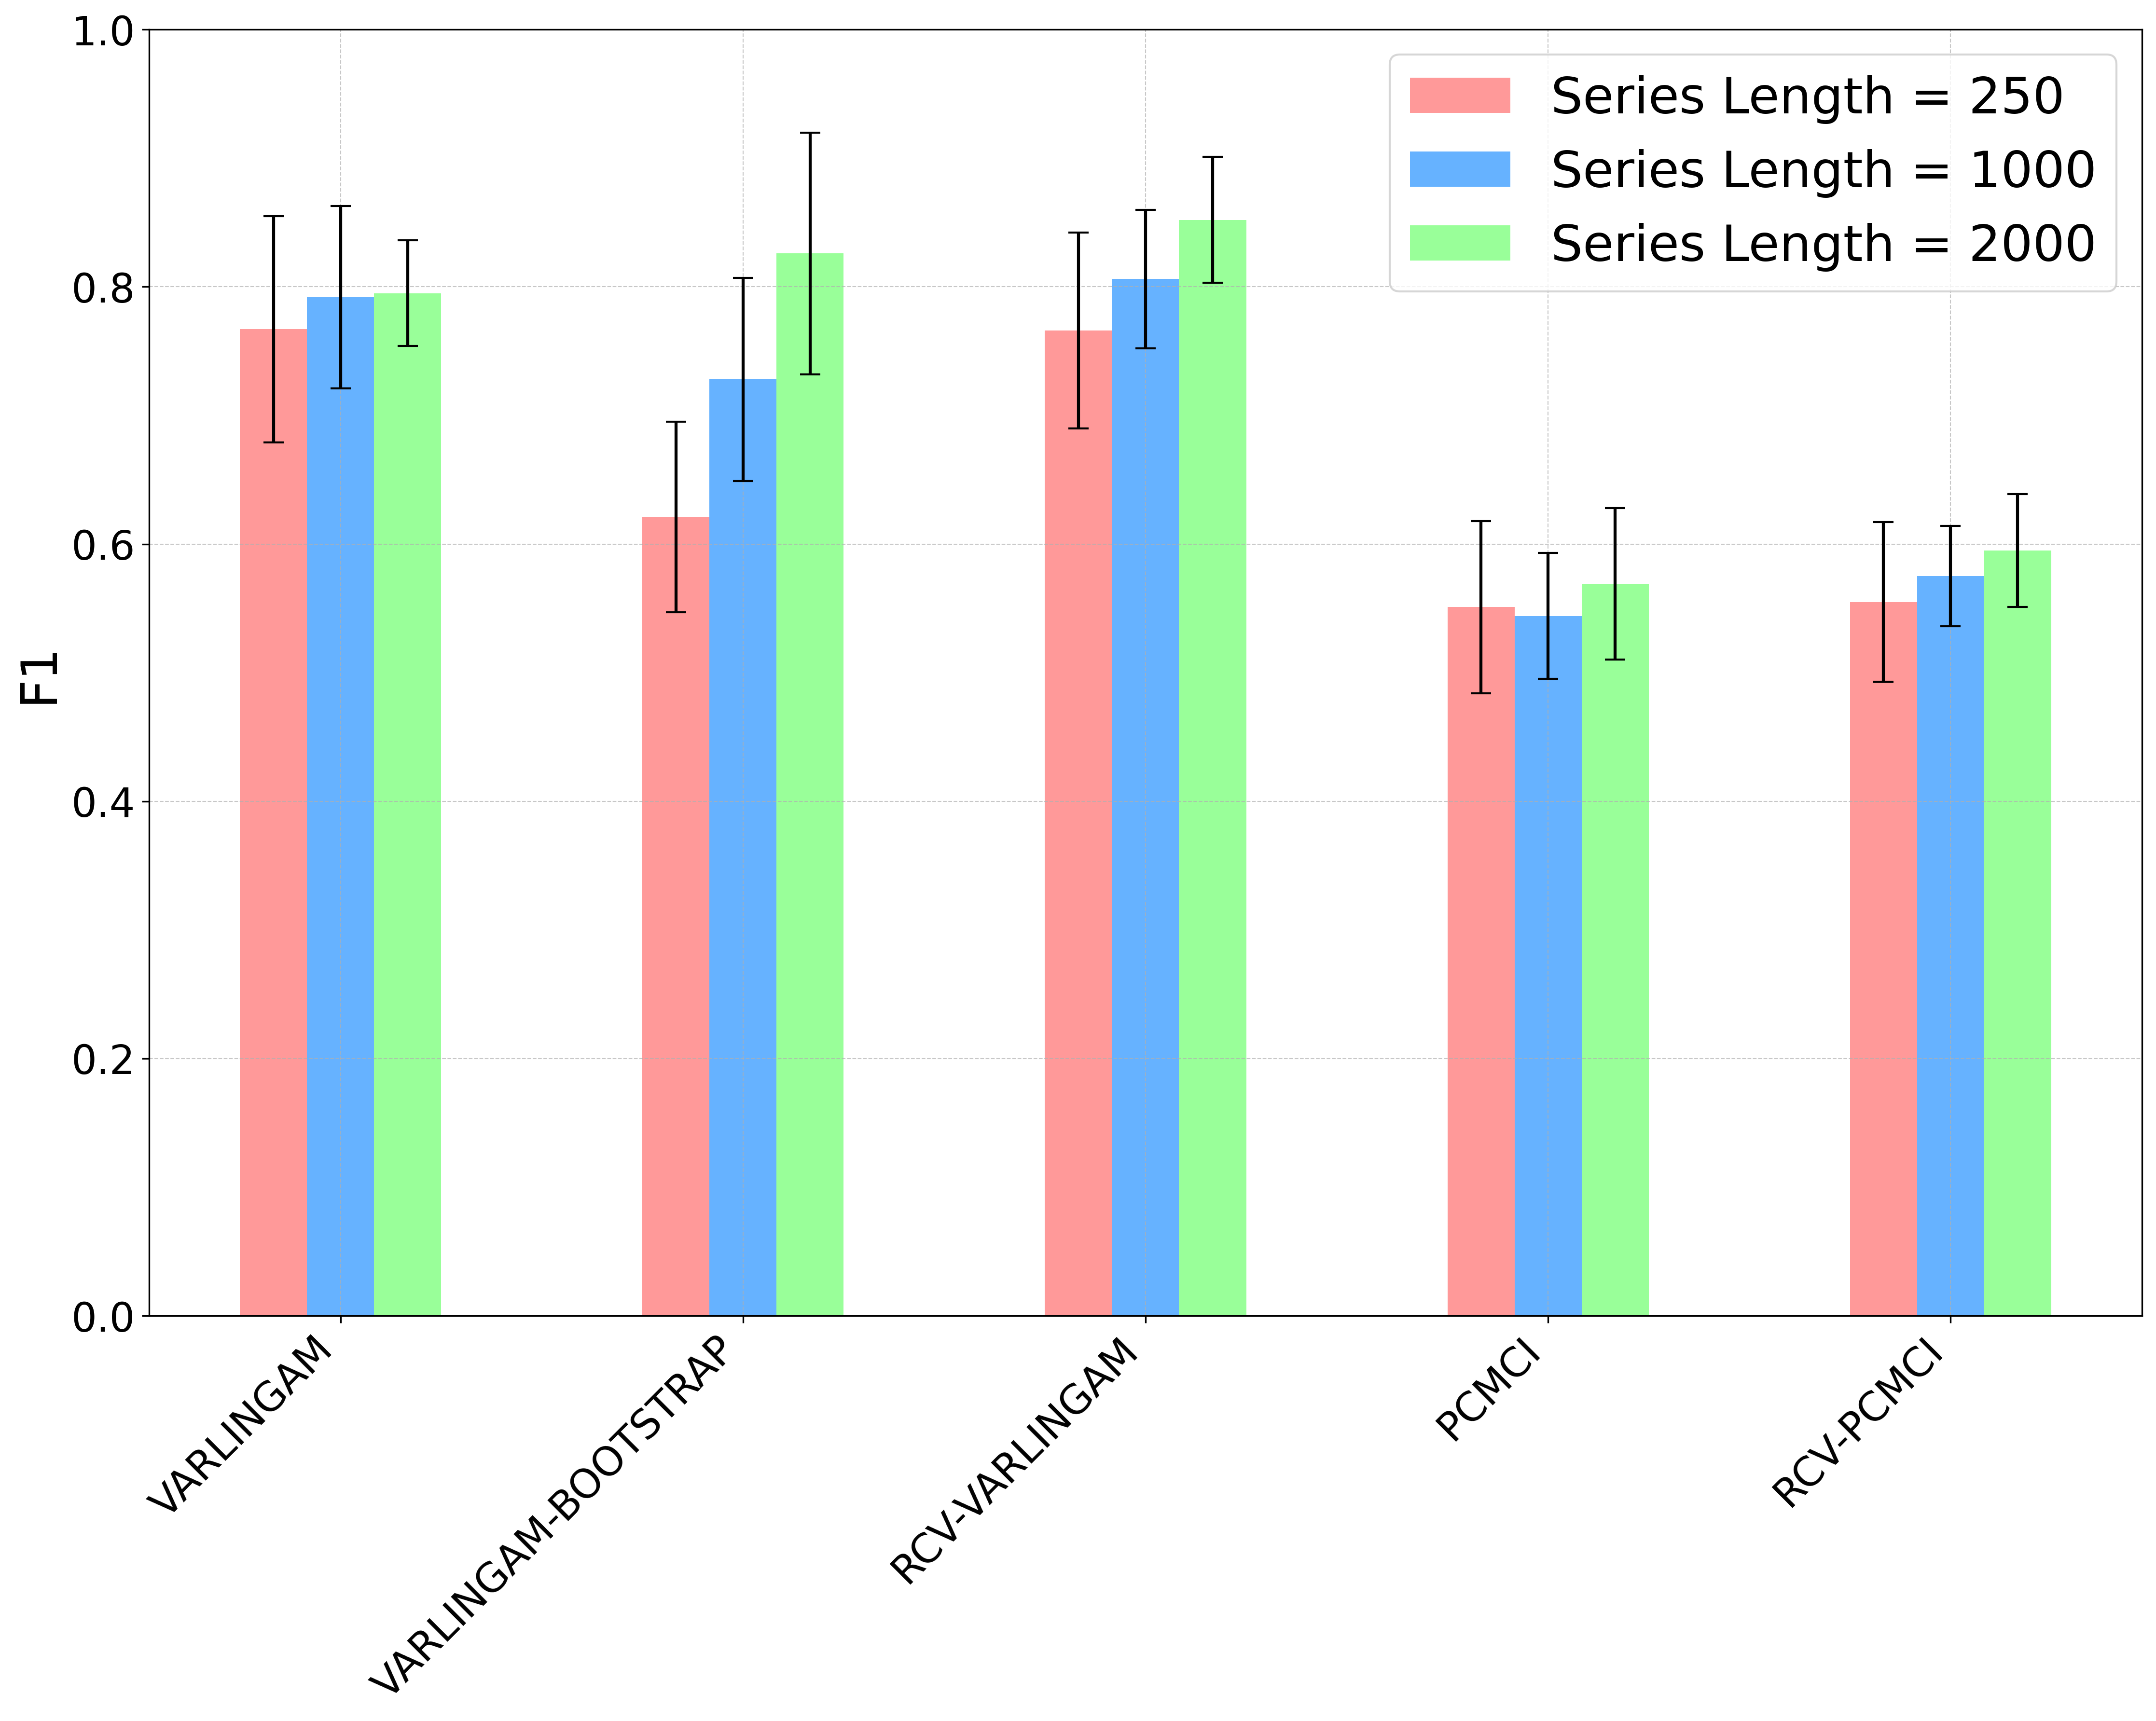 1.0
0.8
0.6
0.4
0.2
0.0
F1
Series Length = 250
Series Length = 1000
Series Length = 2000
VARLINGAM
VARLINGAM-BOOTSTRAP
RCV-VARLINGAM
PCMCI
RCV-PCMCI